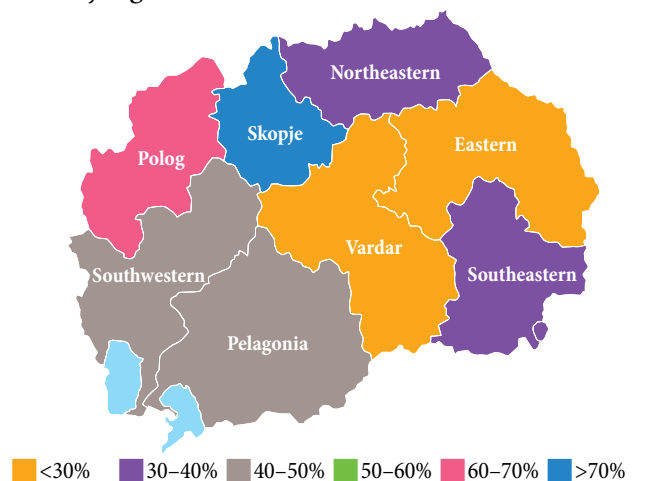 Northeastern
Skopje
Eastern
Polog
Vardar
Southwestern
Southeastern
Pelagonia
<30% 30–40% 40–50% 50–60% 60–70% >70%